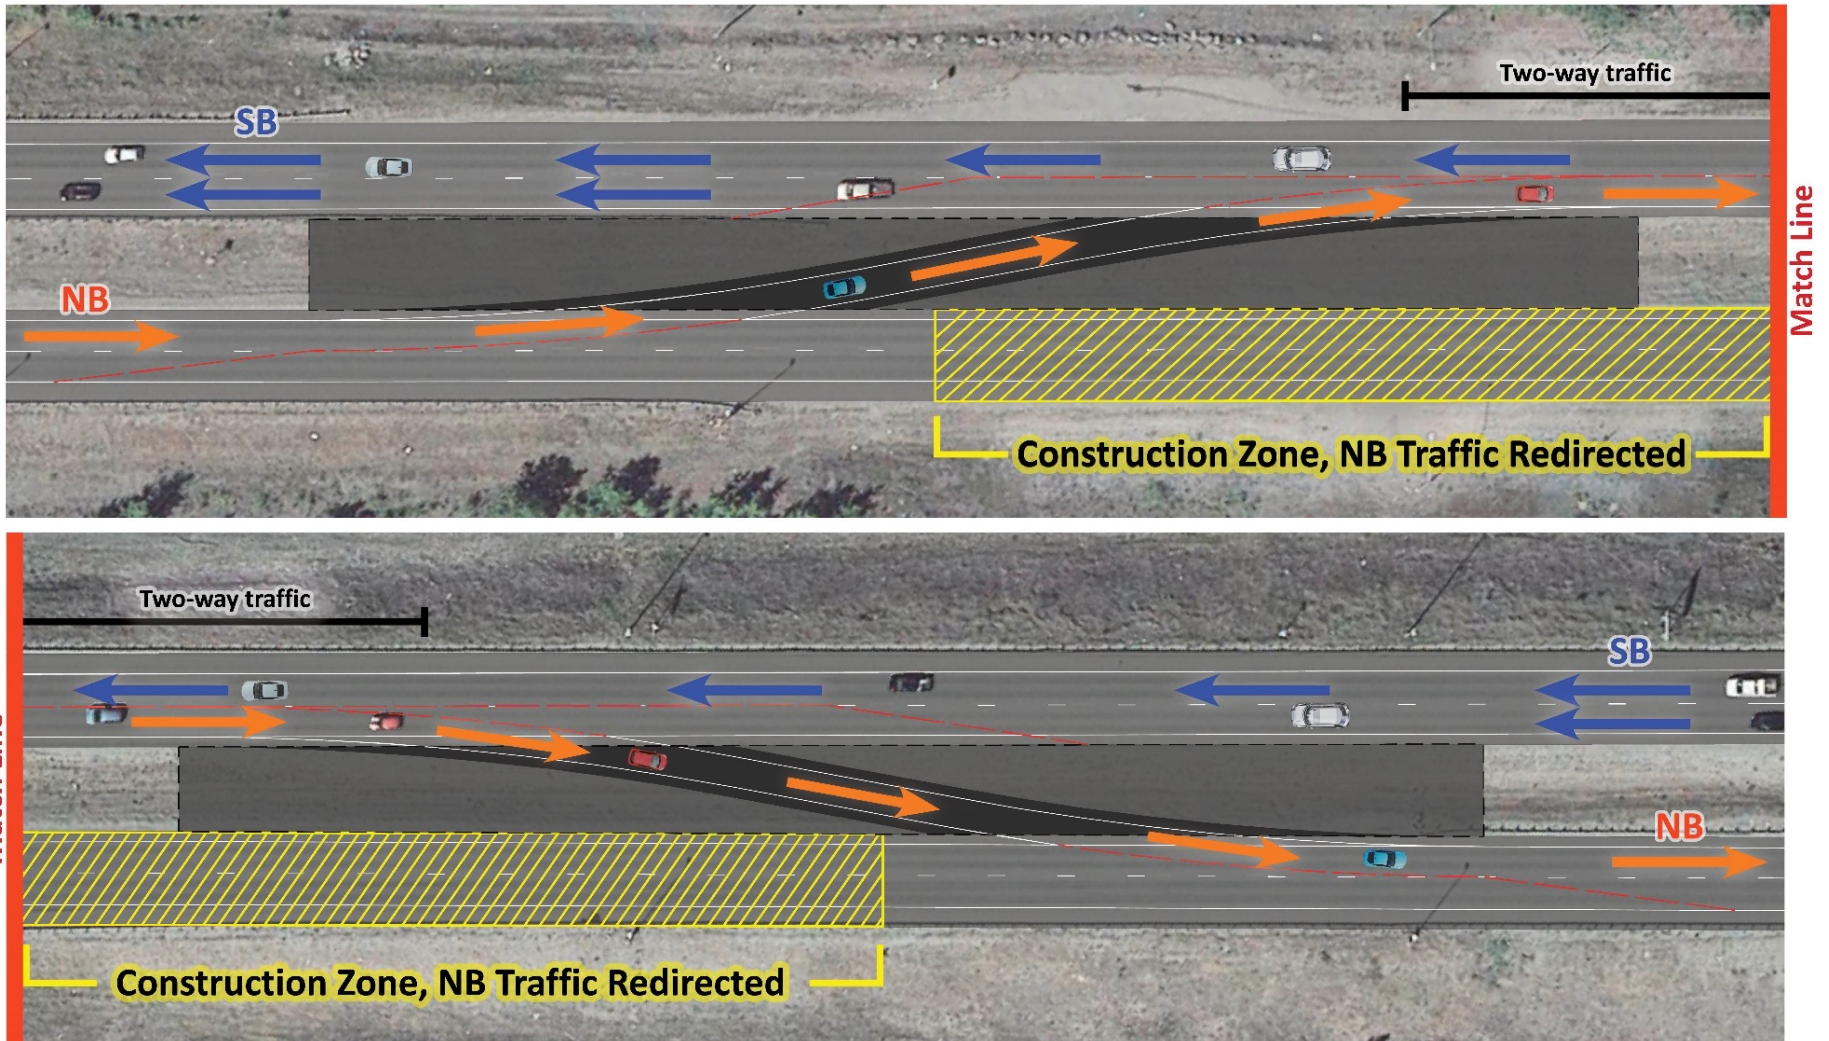 Two-way traffic
SB
NB
Match Line
Construction Zone, NB Traffic Redirected
Two-way traffic
SB
NB
Construction Zone, NB Traffic Redirected